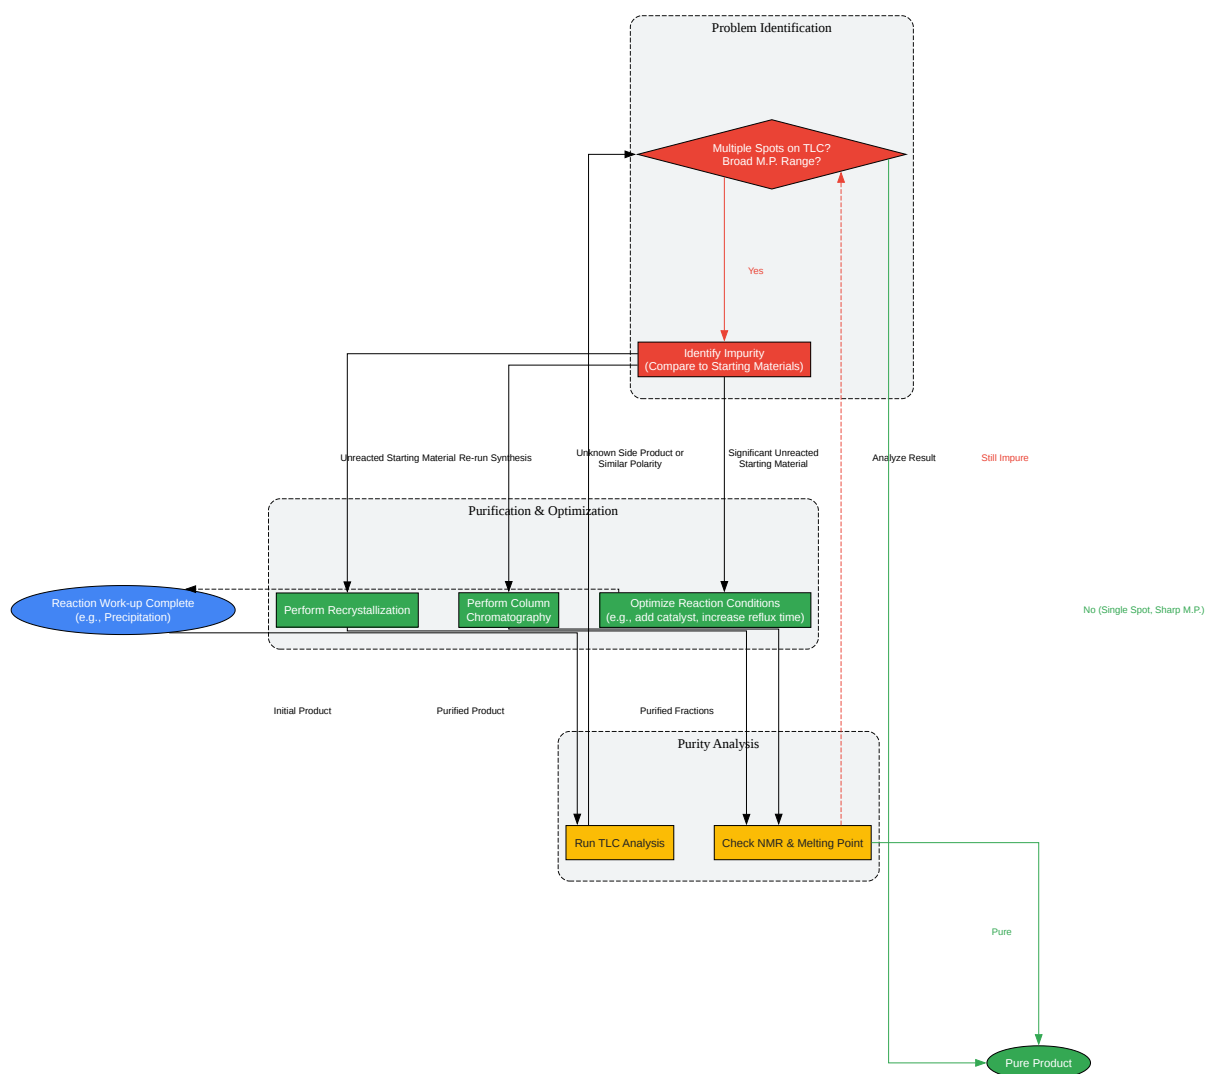 Problem Identification
Multiple Spots on TLC?
Broad M.P. Range?
Yes
Identify Impurity
(Compare to Starting Materials)
Unreacted Starting Material
Re-run Synthesis
Unknown Side Product or
Similar Polarity
Significant Unreacted
Starting Material
Analyze Result
Still Impure
Purification & Optimization
Reaction Work-up Complete
(e.g., Precipitation)
Perform Recrystallization
Perform Column
Chromatography
Optimize Reaction Conditions
(e.g., add catalyst, increase reflux time)
No (Single Spot, Sharp M.P.)
Initial Product
Purified Product
Purified Fractions
Purity Analysis
Run TLC Analysis
Check NMR & Melting Point
Pure
Pure Product